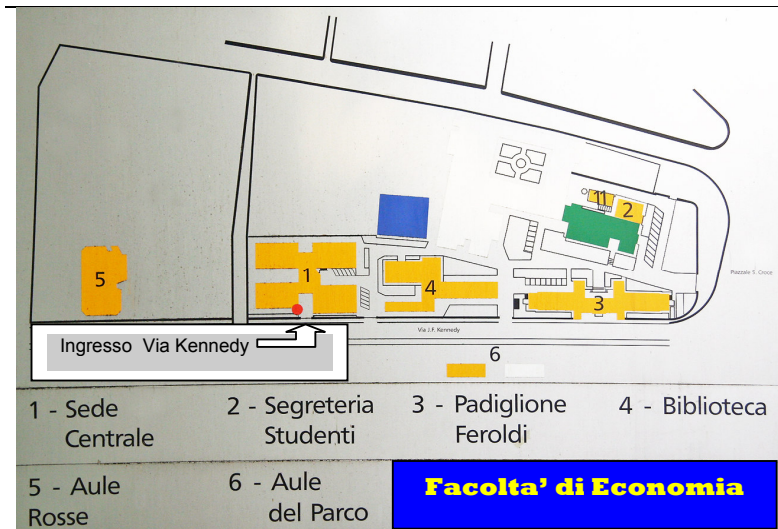 11
2
5
1
4
3
Piazzale S. Croce
Via J.F. Kennedy
Ingresso Via Kennedy
6
1 - Sede
Centrale
2 - Segreteria
Studenti
3 - Padiglione
Feroldi
4 - Biblioteca
5 - Aule
Rosse
6 - Aule
del Parco
Facolta' di Economia